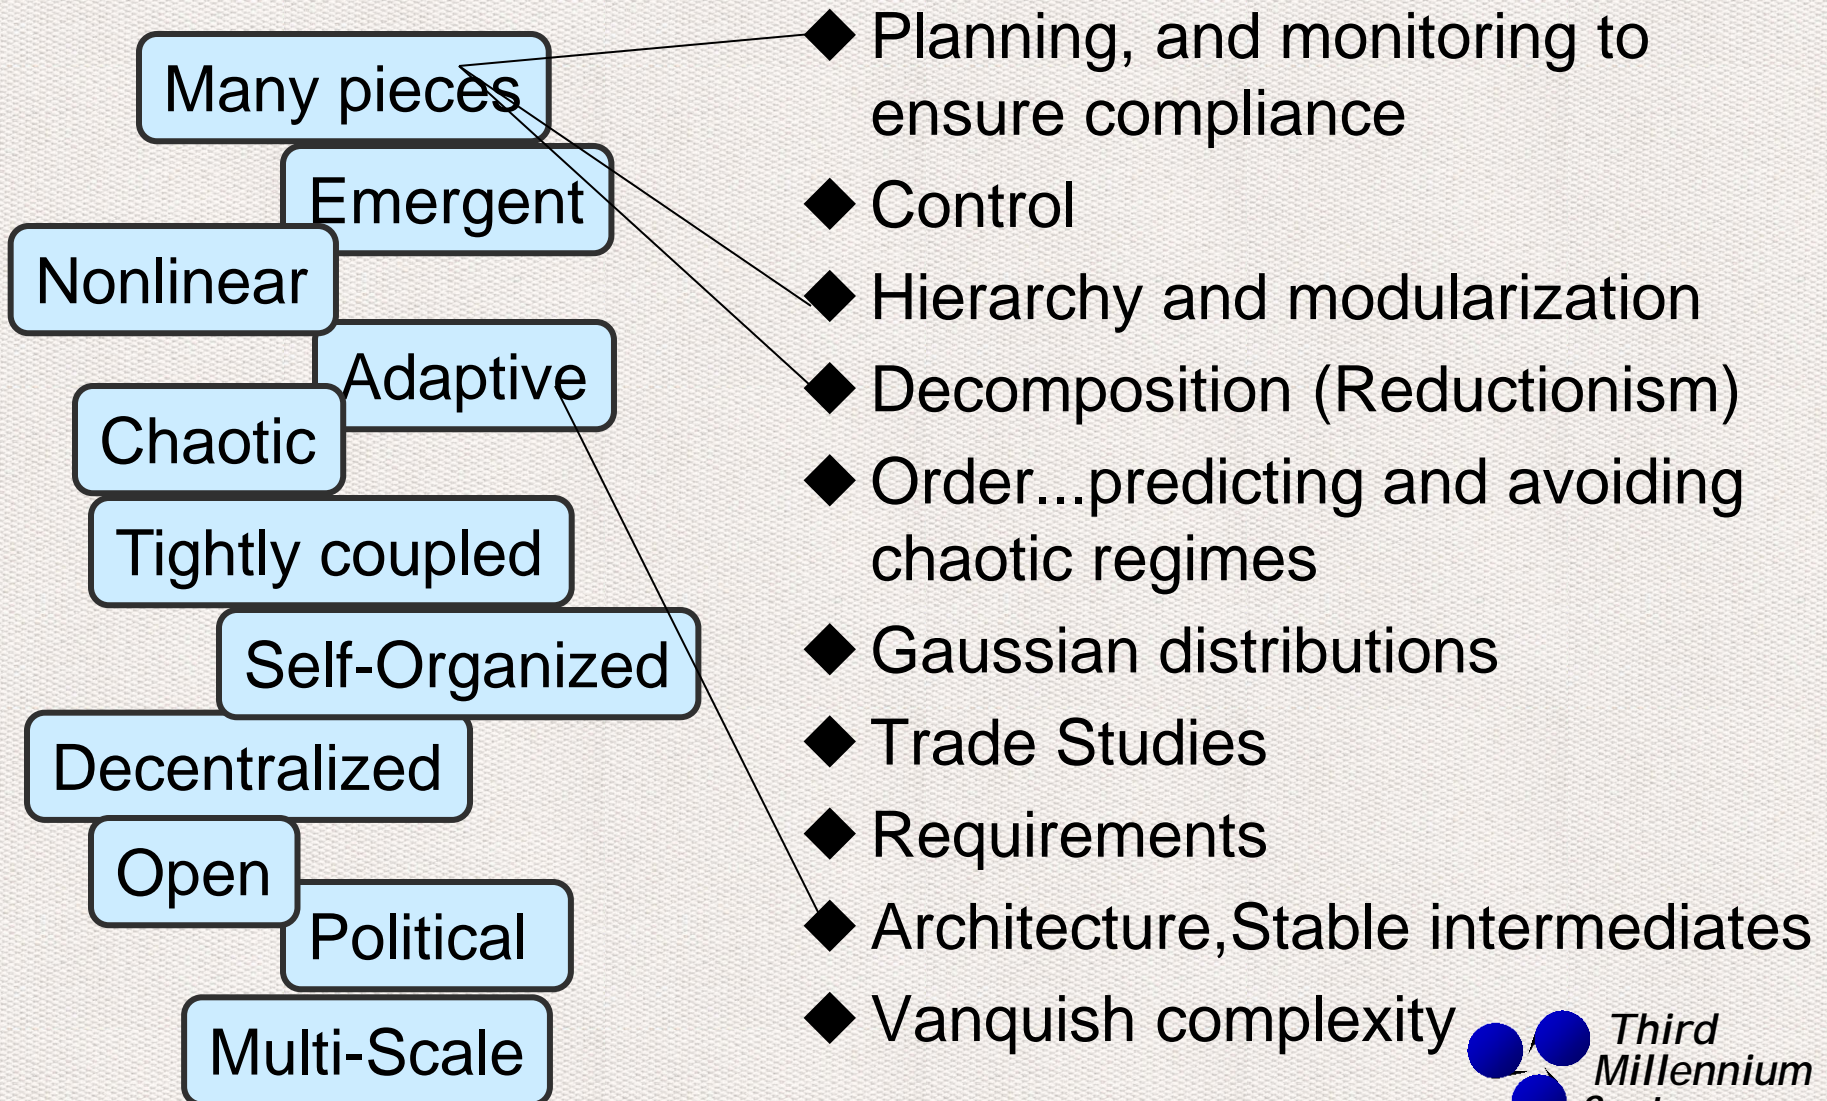 Many pieces
Emergent
Nonlinear
Adaptive
Chaotic
Tightly coupled
Self-Organized
Decentralized
Open
Political
Multi-Scale
Planning, and monitoring to
ensure compliance
Control
Hierarchy and modularization
Decomposition (Reductionism)
Order...predicting and avoiding
chaotic regimes
Gaussian distributions
Trade Studies
Requirements
Architecture,Stable intermediates
Vanquish complexity
Third
Millennium